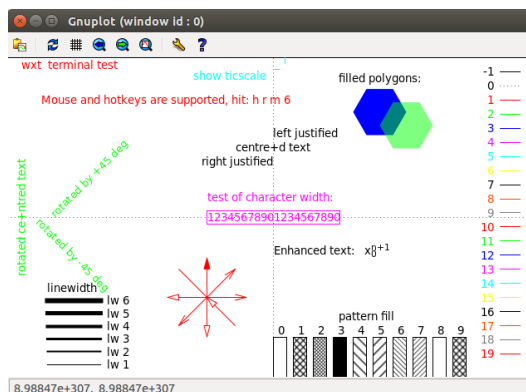 Gnuplot (window id : 0)
wxt terminal test
show ticscale
filled polygons:
Mouse and hotkeys are supported, hit: h r m 6
left justified
centre+d text
right justified
rotated ce+ntred text
rotated by +45 deg
rotated by -45 deg
test of character width:
12345678901234567890
Enhanced text: x₀ⁿ⁺¹
linewidth
lw 6
lw 5
lw 4
lw 3
lw 2
lw 1
pattern fill
0 1 2 3 4 5 6 7 8 9
-1
0
1
2
3
4
5
6
7
8
9
10
11
12
13
14
15
16
17
18
19
8.98847e+307, 8.98847e+307